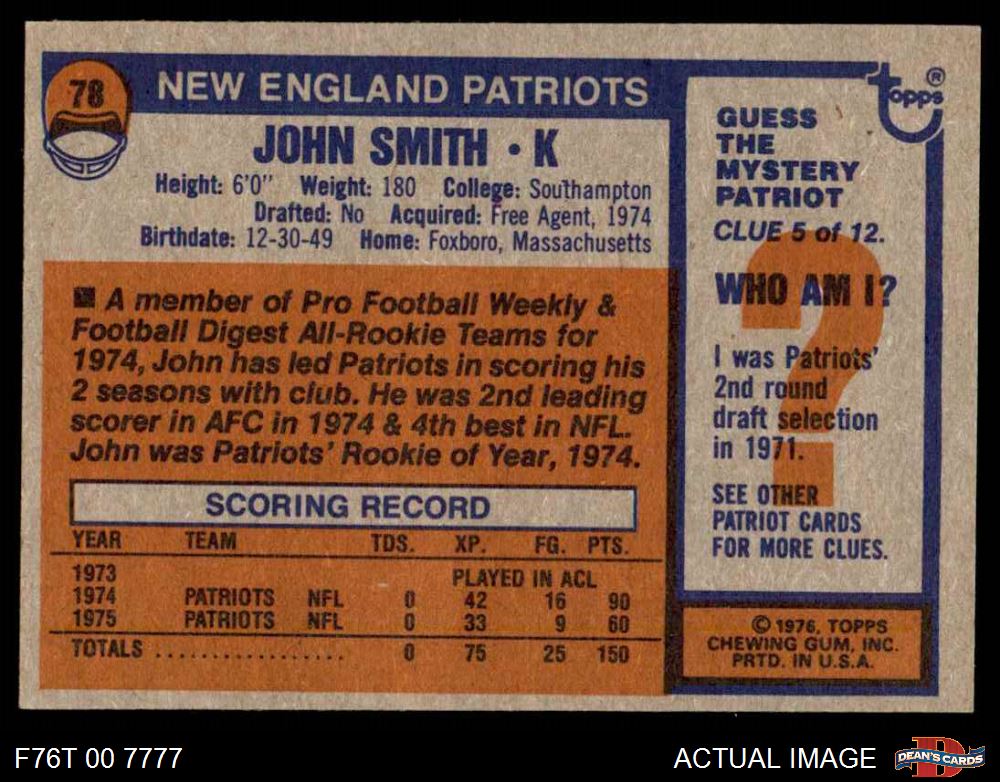 78
NEW ENGLAND PATRIOTS
JOHN SMITH • K
Height: 6'0" Weight: 180 College: Southampton
Drafted: No Acquired: Free Agent, 1974
Birthdate: 12-30-49 Home: Foxboro, Massachusetts
■ A member of Pro Football Weekly &
Football Digest All-Rookie Teams for
1974, John has led Patriots in scoring his
2 seasons with club. He was 2nd leading
scorer in AFC in 1974 & 4th best in NFL.
John was Patriots' Rookie of Year, 1974.
SCORING RECORD
YEAR TEAM TDS. XP. FG. PTS.
1973 PLAYED IN ACL
1974 PATRIOTS NFL 0 42 16 90
1975 PATRIOTS NFL 0 33 9 60
TOTALS .................. 0 75 25 150
topps ®
GUESS
THE
MYSTERY
PATRIOT
CLUE 5 of 12.
?
WHO AM I?
I was Patriots'
2nd round
draft selection
in 1971.
SEE OTHER
PATRIOT CARDS
FOR MORE CLUES.
© 1976, TOPPS
CHEWING GUM, INC.
PRTD. IN U.S.A.
F76T 00 7777
ACTUAL IMAGE
D
DEAN'S CARDS